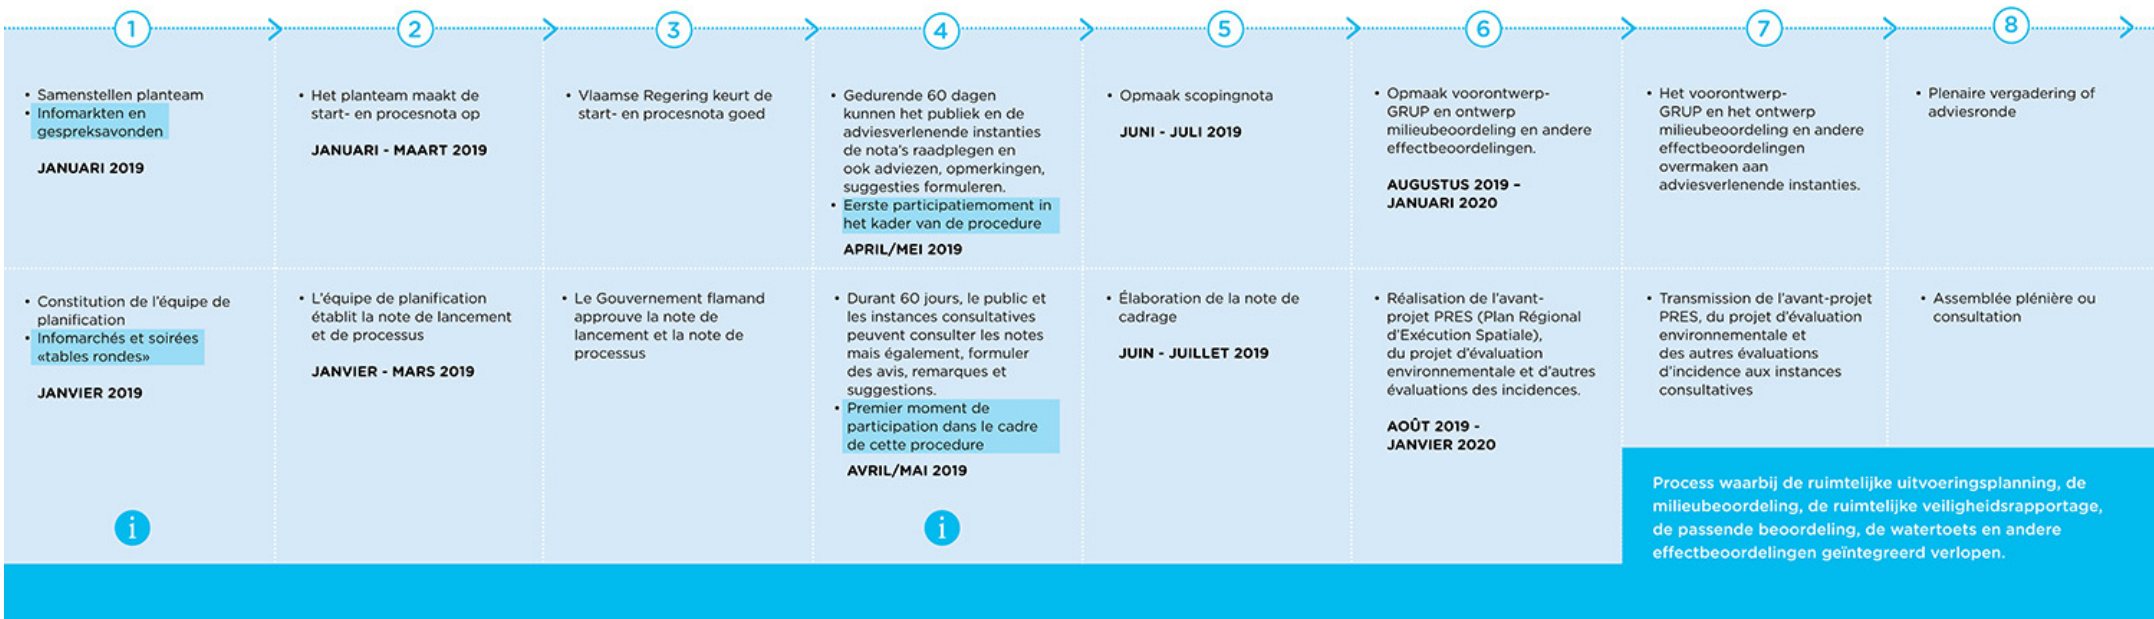 1
2
3
4
5
6
7
8
• Samenstellen planteam
• Infomarkten en
gespreksavonden
JANUARI 2019
• Het planteam maakt de
start- en procesnota op
JANUARI - MAART 2019
• Vlaamse Regering keurt de
start- en procesnota goed
• Gedurende 60 dagen
kunnen het publiek en de
adviesverlenende instanties
de nota's raadplegen en
ook adviezen, opmerkingen,
suggesties formuleren.
• Eerste participatiemoment in
het kader van de procedure
APRIL/MEI 2019
• Opmaak scopingnota
JUNI - JULI 2019
• Opmaak voorontwerp-
GRUP en ontwerp
milieubeoordeling en andere
effectbeoordelingen.
AUGUSTUS 2019 –
JANUARI 2020
• Het voorontwerp-
GRUP en het ontwerp
milieubeoordeling en andere
effectbeoordelingen
overmaken aan
adviesverlenende instanties.
• Plenaire vergadering of
adviesronde
• Constitution de l'équipe de
planification
• Infomarchés et soirées
«tables rondes»
JANVIER 2019
• L'équipe de planification
établit la note de lancement
et de processus
JANVIER - MARS 2019
• Le Gouvernement flamand
approuve la note de
lancement et la note de
processus
• Durant 60 jours, le public et
les instances consultatives
peuvent consulter les notes
mais également, formuler
des avis, remarques et
suggestions.
• Premier moment de
participation dans le cadre
de cette procedure
AVRIL/MAI 2019
• Élaboration de la note de
cadrage
JUIN - JUILLET 2019
• Réalisation de l'avant-
projet PRES (Plan Régional
d'Exécution Spatiale),
du projet d'évaluation
environnementale et d'autres
évaluations des incidences.
AOÛT 2019 -
JANVIER 2020
• Transmission de l'avant-projet
PRES, du projet d'évaluation
environnementale et
des autres évaluations
d'incidence aux instances
consultatives
• Assemblée plénière ou
consultation
i
i
Process waarbij de ruimtelijke uitvoeringsplanning, de
milieubeoordeling, de ruimtelijke veiligheidsrapportage,
de passende beoordeling, de watertoets en andere
effectbeoordelingen geïntegreerd verlopen.